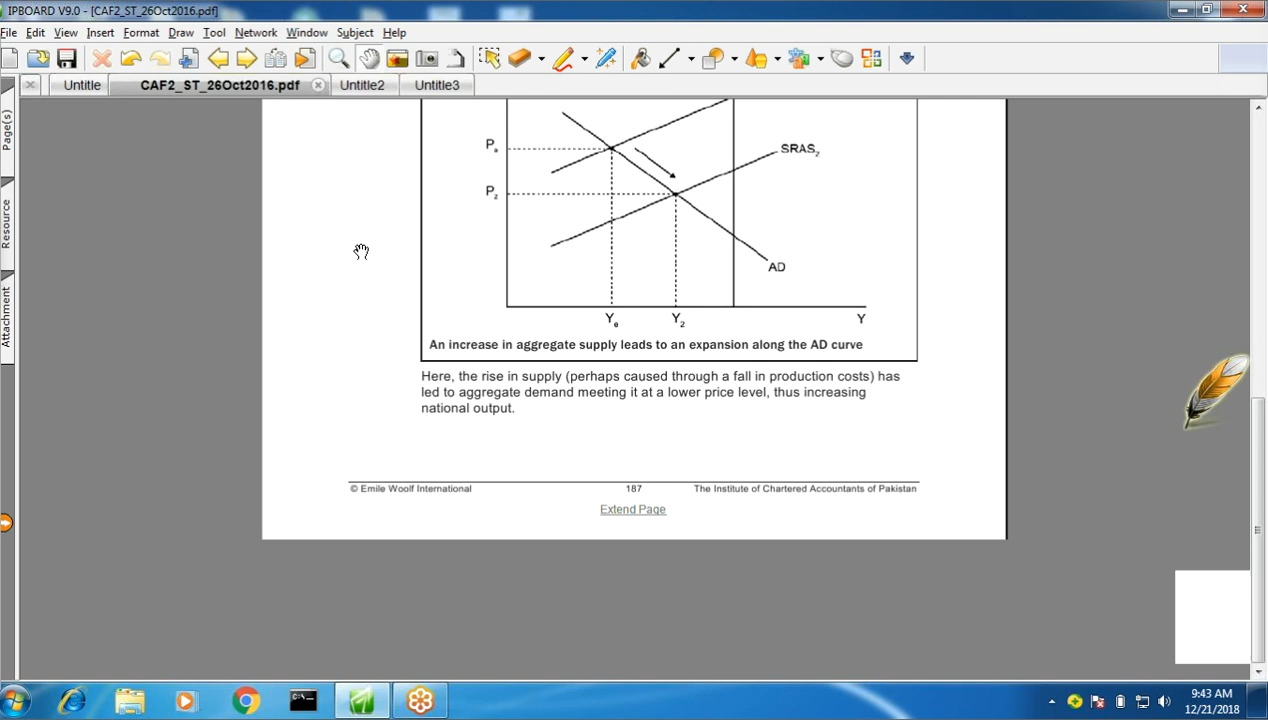 IPBOARD V9.0 - [CAF2_ST_26Oct2016.pdf]
File Edit View Insert Format Draw Tool Network Window Subject Help
Untitle CAF2_ST_26Oct2016.pdf Untitle2 Untitle3
Page(s)
Resource
Attachment
Pe
SRAS2
P2
AD
Ye Y2 Y
An increase in aggregate supply leads to an expansion along the AD curve
Here, the rise in supply (perhaps caused through a fall in production costs) has
led to aggregate demand meeting it at a lower price level, thus increasing
national output.
© Emile Woolf International 187 The Institute of Chartered Accountants of Pakistan
Extend Page
9:43 AM
12/21/2018